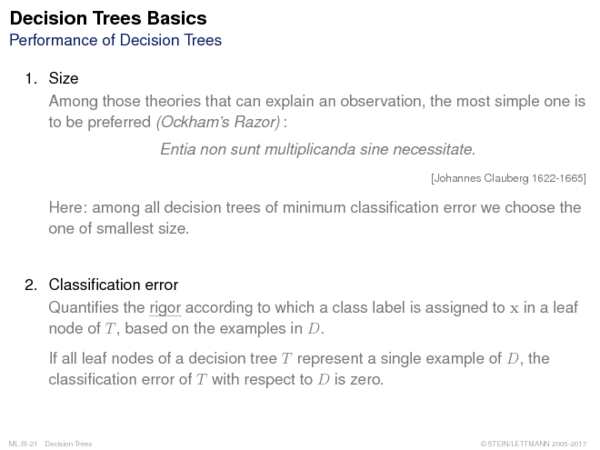 Decision Trees Basics
Performance of Decision Trees
1. Size
Among those theories that can explain an observation, the most simple one is
to be preferred (Ockham's Razor) :
Entia non sunt multiplicanda sine necessitate.
[Johannes Clauberg 1622-1665]
Here: among all decision trees of minimum classification error we choose the
one of smallest size.
2. Classification error
Quantifies the rigor according to which a class label is assigned to x in a leaf
node of T, based on the examples in D.
If all leaf nodes of a decision tree T represent a single example of D, the
classification error of T with respect to D is zero.
ML:III-21 Decision Trees
© STEIN/LETTMANN 2005-2017